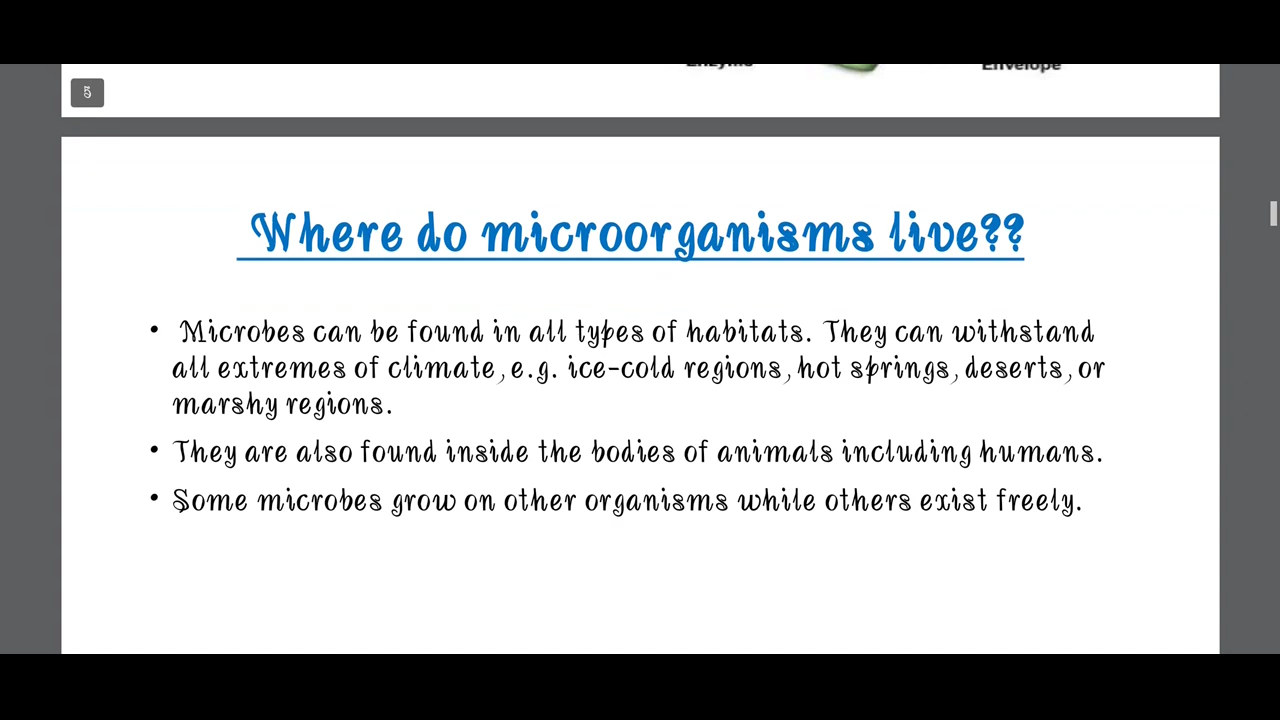 Enzyme
Envelope
5
Where do microorganisms live??
• Microbes can be found in all types of habitats. They can withstand
all extremes of climate, e.g. ice-cold regions, hot springs, deserts, or
marshy regions.
• They are also found inside the bodies of animals including humans.
• Some microbes grow on other organisms while others exist freely.